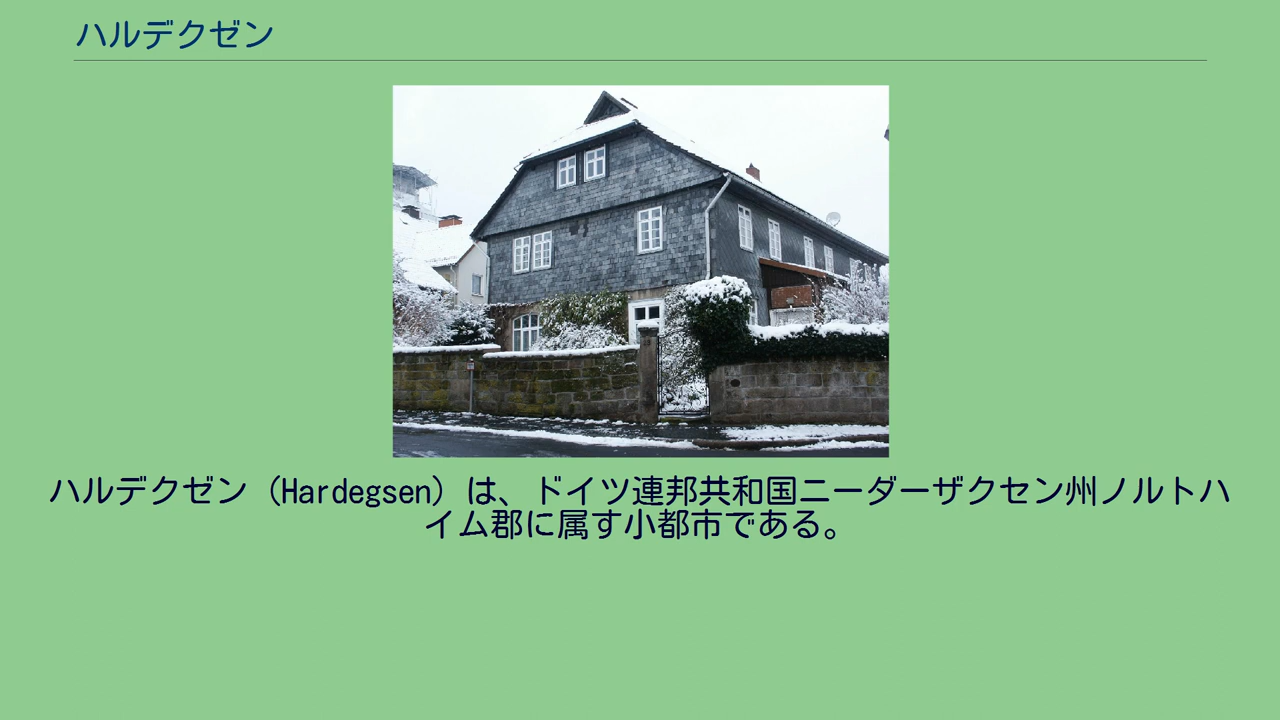 ハルデクゼン
ハルデクゼン（Hardegsen）は、ドイツ連邦共和国ニーダーザクセン州ノルトハ
イム郡に属す小都市である。